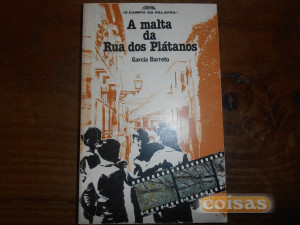 «O CAMPO DA PALAVRA»
A malta
da
Rua dos Plátanos
Garcia Barreto
coisas